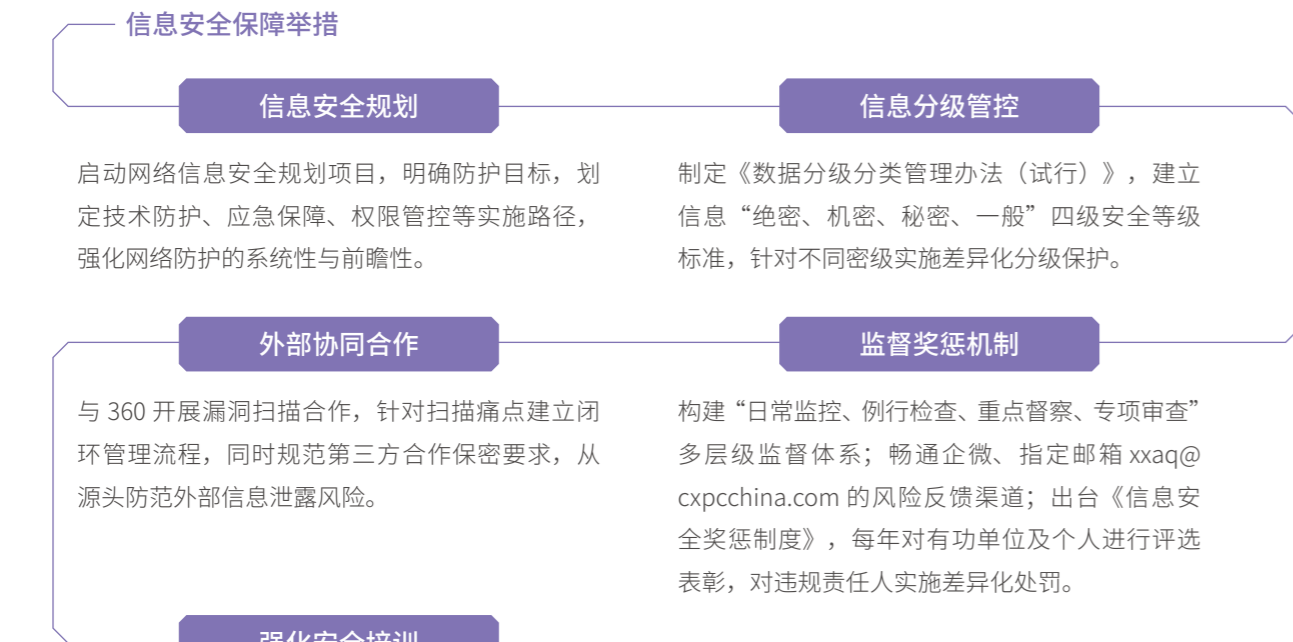 信息安全保障举措
信息安全规划
启动网络信息安全规划项目，明确防护目标，划
定技术防护、应急保障、权限管控等实施路径，
强化网络防护的系统性与前瞻性。
信息分级管控
制定《数据分级分类管理办法（试行）》，建立
信息“绝密、机密、秘密、一般”四级安全等级
标准，针对不同密级实施差异化分级保护。
监督奖惩机制
构建“日常监控、例行检查、重点督察、专项审查”
多层级监督体系；畅通企微、指定邮箱 xxaq@
cxpcchina.com 的风险反馈渠道；出台《信息安
全奖惩制度》，每年对有功单位及个人进行评选
表彰，对违规责任人实施差异化处罚。
外部协同合作
与 360 开展漏洞扫描合作，针对扫描痛点建立闭
环管理流程，同时规范第三方合作保密要求，从
源头防范外部信息泄露风险。
强化安全培训